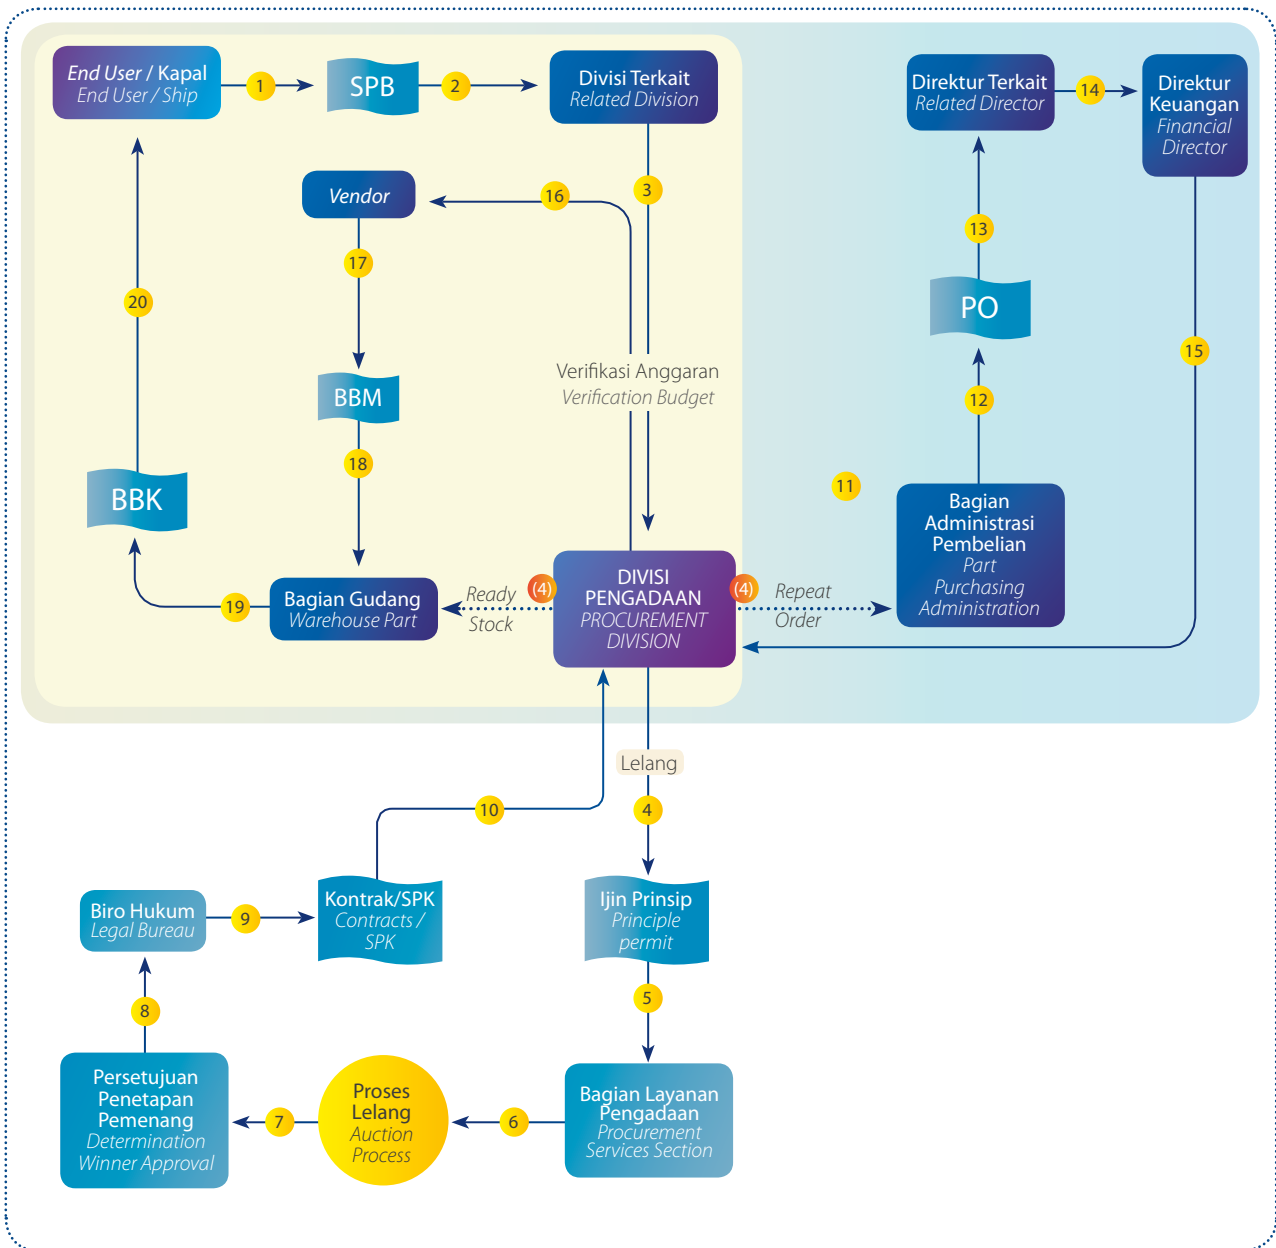 End User / Kapal
End User / Ship
1
SPB
2
Divisi Terkait
Related Division
Direktur Terkait
Related Director
14
Direktur
Keuangan
Financial
Director
3
Vendor
16
13
17
20
PO
15
Verifikasi Anggaran
Verification Budget
BBM
12
18
BBK
11
Bagian
Administrasi
Pembelian
Part
Purchasing
Administration
19
Bagian Gudang
Warehouse Part
Ready
Stock
(4)
DIVISI
PENGADAAN
PROCUREMENT
DIVISION
(4)
Repeat
Order
Lelang
10
4
Biro Hukum
Legal Bureau
9
Kontrak/SPK
Contracts /
SPK
Ijin Prinsip
Principle
permit
8
5
Persetujuan
Penetapan
Pemenang
Determination
Winner Approval
7
Proses
Lelang
Auction
Process
6
Bagian Layanan
Pengadaan
Procurement
Services Section